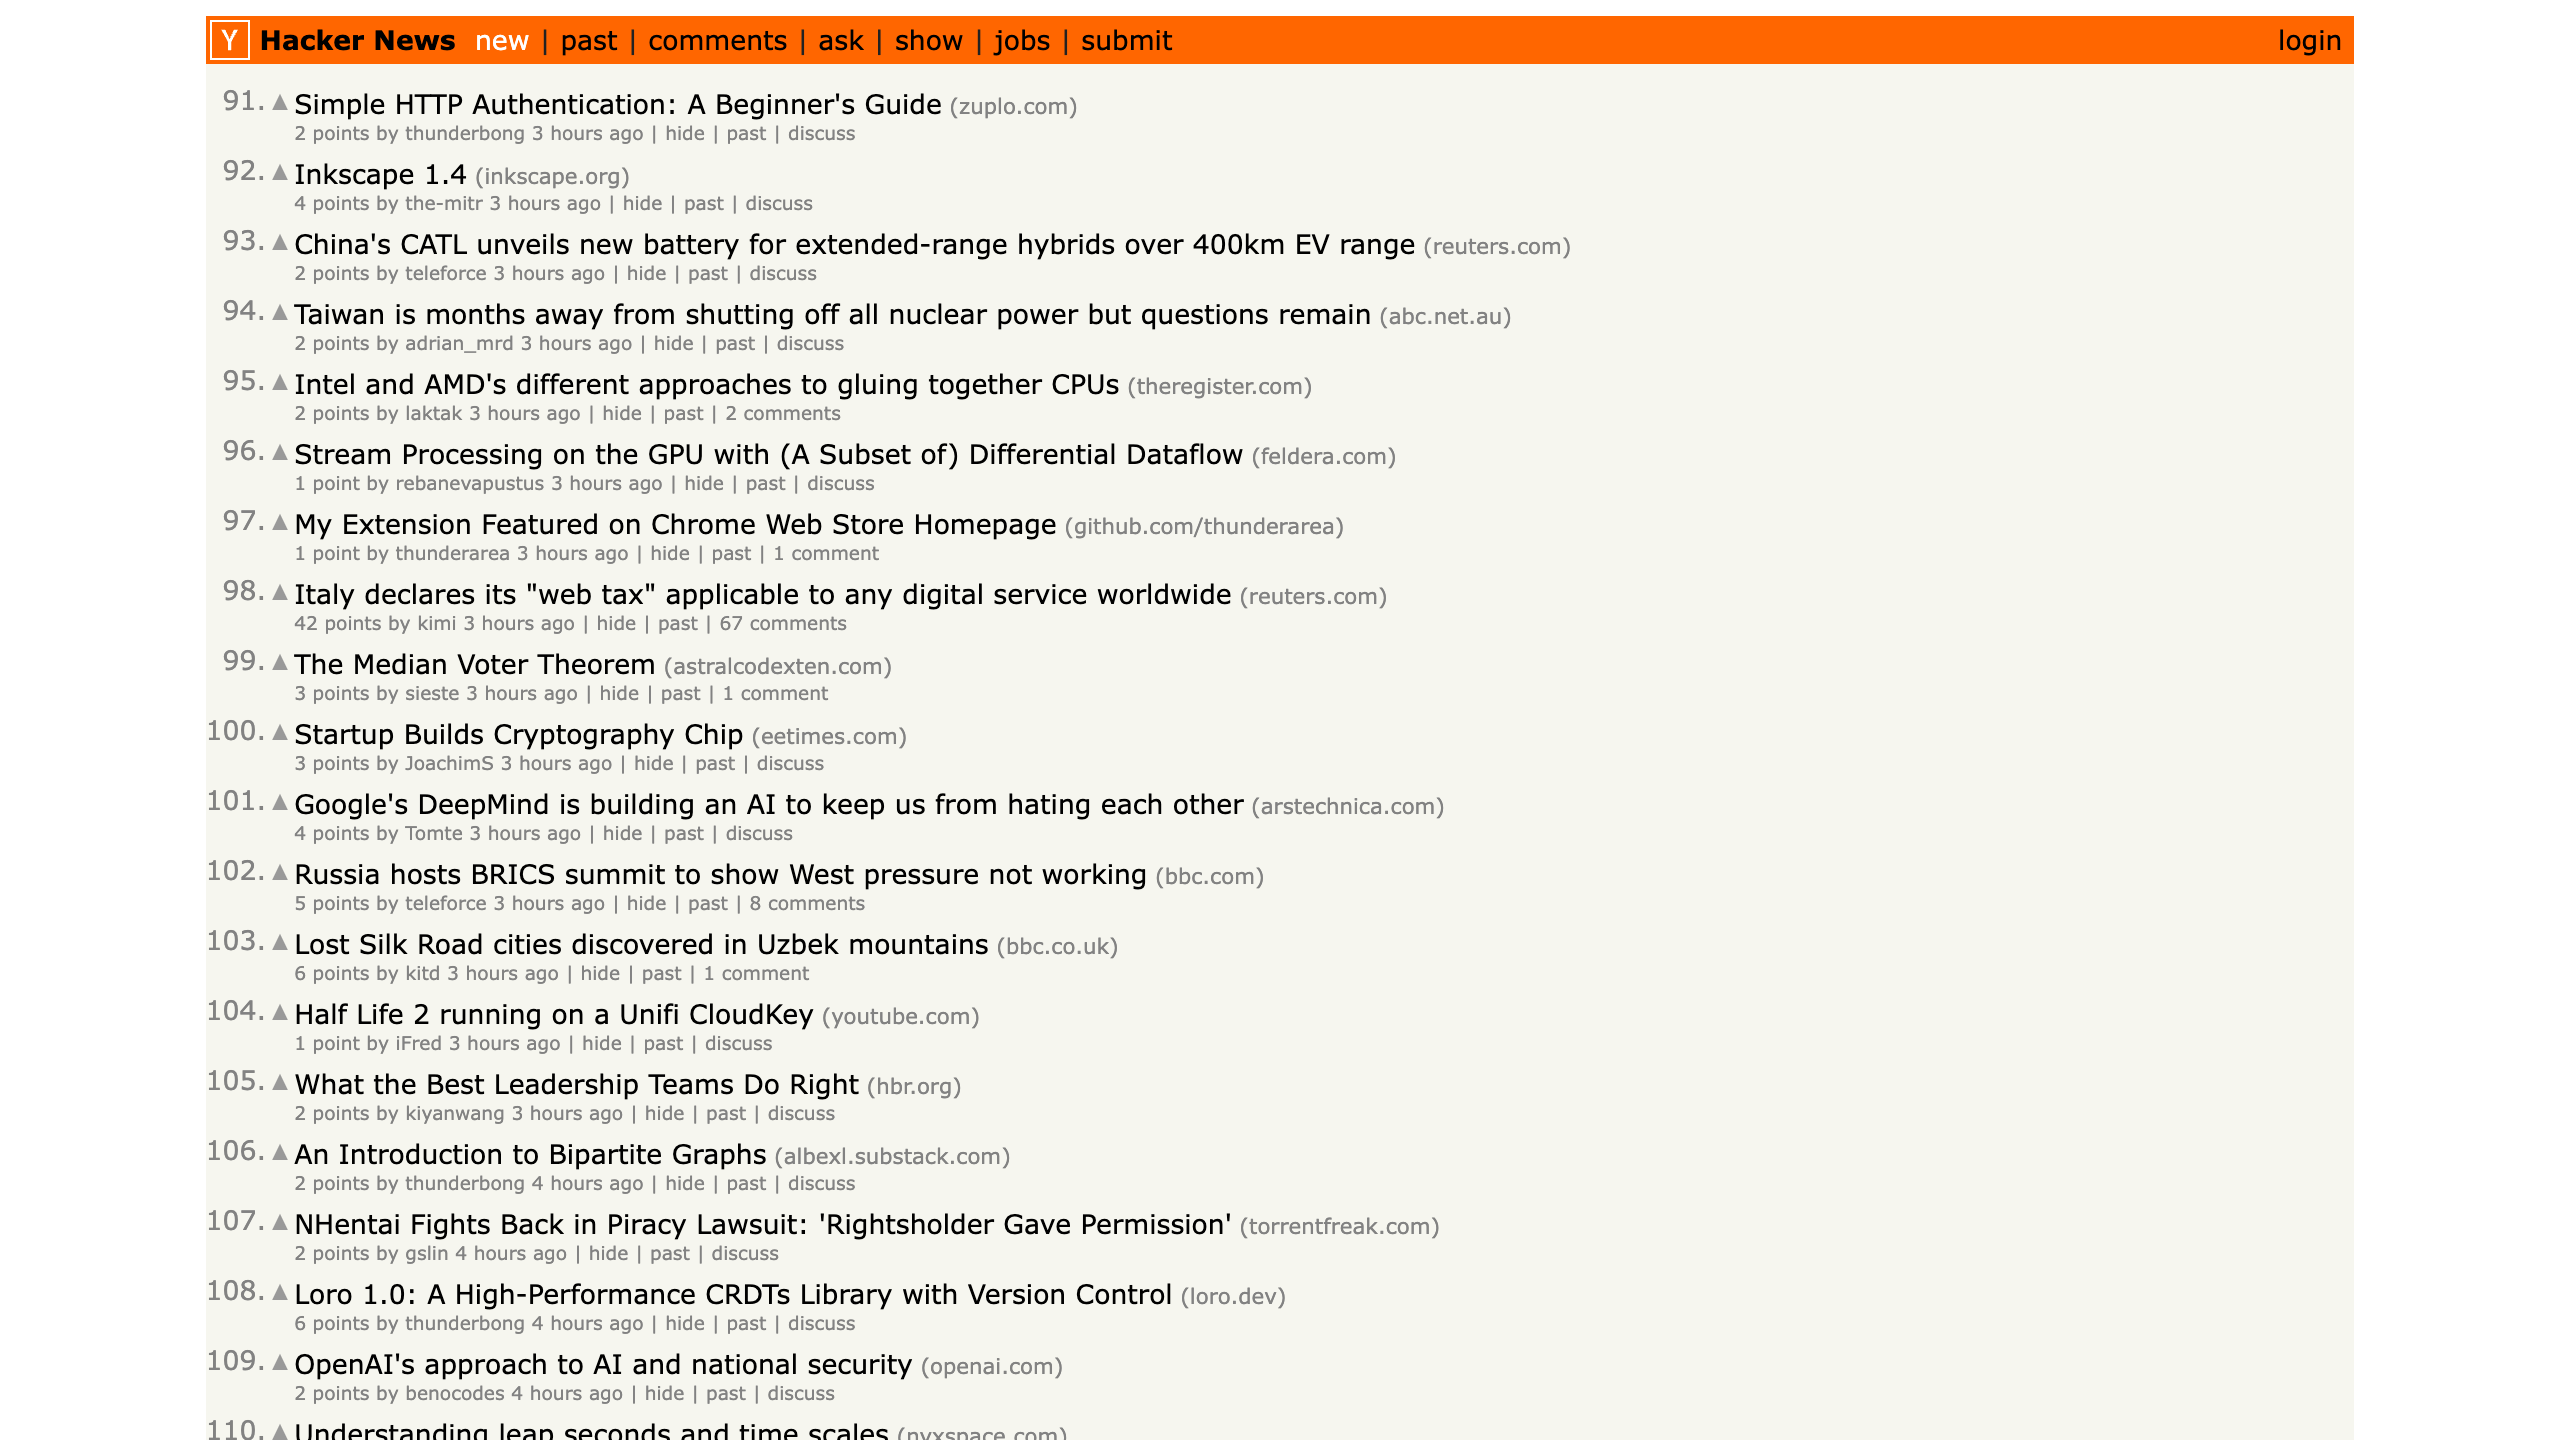 Y Hacker News new | past | comments | ask | show | jobs | submit login
91. Simple HTTP Authentication: A Beginner's Guide (zuplo.com)
2 points by thunderbong 3 hours ago | hide | past | discuss
92. Inkscape 1.4 (inkscape.org)
4 points by the-mitr 3 hours ago | hide | past | discuss
93. China's CATL unveils new battery for extended-range hybrids over 400km EV range (reuters.com)
2 points by teleforce 3 hours ago | hide | past | discuss
94. Taiwan is months away from shutting off all nuclear power but questions remain (abc.net.au)
2 points by adrian_mrd 3 hours ago | hide | past | discuss
95. Intel and AMD's different approaches to gluing together CPUs (theregister.com)
2 points by laktak 3 hours ago | hide | past | 2 comments
96. Stream Processing on the GPU with (A Subset of) Differential Dataflow (feldera.com)
1 point by rebanevapustus 3 hours ago | hide | past | discuss
97. My Extension Featured on Chrome Web Store Homepage (github.com/thunderarea)
1 point by thunderarea 3 hours ago | hide | past | 1 comment
98. Italy declares its "web tax" applicable to any digital service worldwide (reuters.com)
42 points by kimi 3 hours ago | hide | past | 67 comments
99. The Median Voter Theorem (astralcodexten.com)
3 points by sieste 3 hours ago | hide | past | 1 comment
100. Startup Builds Cryptography Chip (eetimes.com)
3 points by JoachimS 3 hours ago | hide | past | discuss
101. Google's DeepMind is building an AI to keep us from hating each other (arstechnica.com)
4 points by Tomte 3 hours ago | hide | past | discuss
102. Russia hosts BRICS summit to show West pressure not working (bbc.com)
5 points by teleforce 3 hours ago | hide | past | 8 comments
103. Lost Silk Road cities discovered in Uzbek mountains (bbc.co.uk)
6 points by kitd 3 hours ago | hide | past | 1 comment
104. Half Life 2 running on a Unifi CloudKey (youtube.com)
1 point by iFred 3 hours ago | hide | past | discuss
105. What the Best Leadership Teams Do Right (hbr.org)
2 points by kiyanwang 3 hours ago | hide | past | discuss
106. An Introduction to Bipartite Graphs (albexl.substack.com)
2 points by thunderbong 4 hours ago | hide | past | discuss
107. NHentai Fights Back in Piracy Lawsuit: 'Rightsholder Gave Permission' (torrentfreak.com)
2 points by gslin 4 hours ago | hide | past | discuss
108. Loro 1.0: A High-Performance CRDTs Library with Version Control (loro.dev)
6 points by thunderbong 4 hours ago | hide | past | discuss
109. OpenAI's approach to AI and national security (openai.com)
2 points by benocodes 4 hours ago | hide | past | discuss
110. Understanding leap seconds and time scales (nyxspace.com)